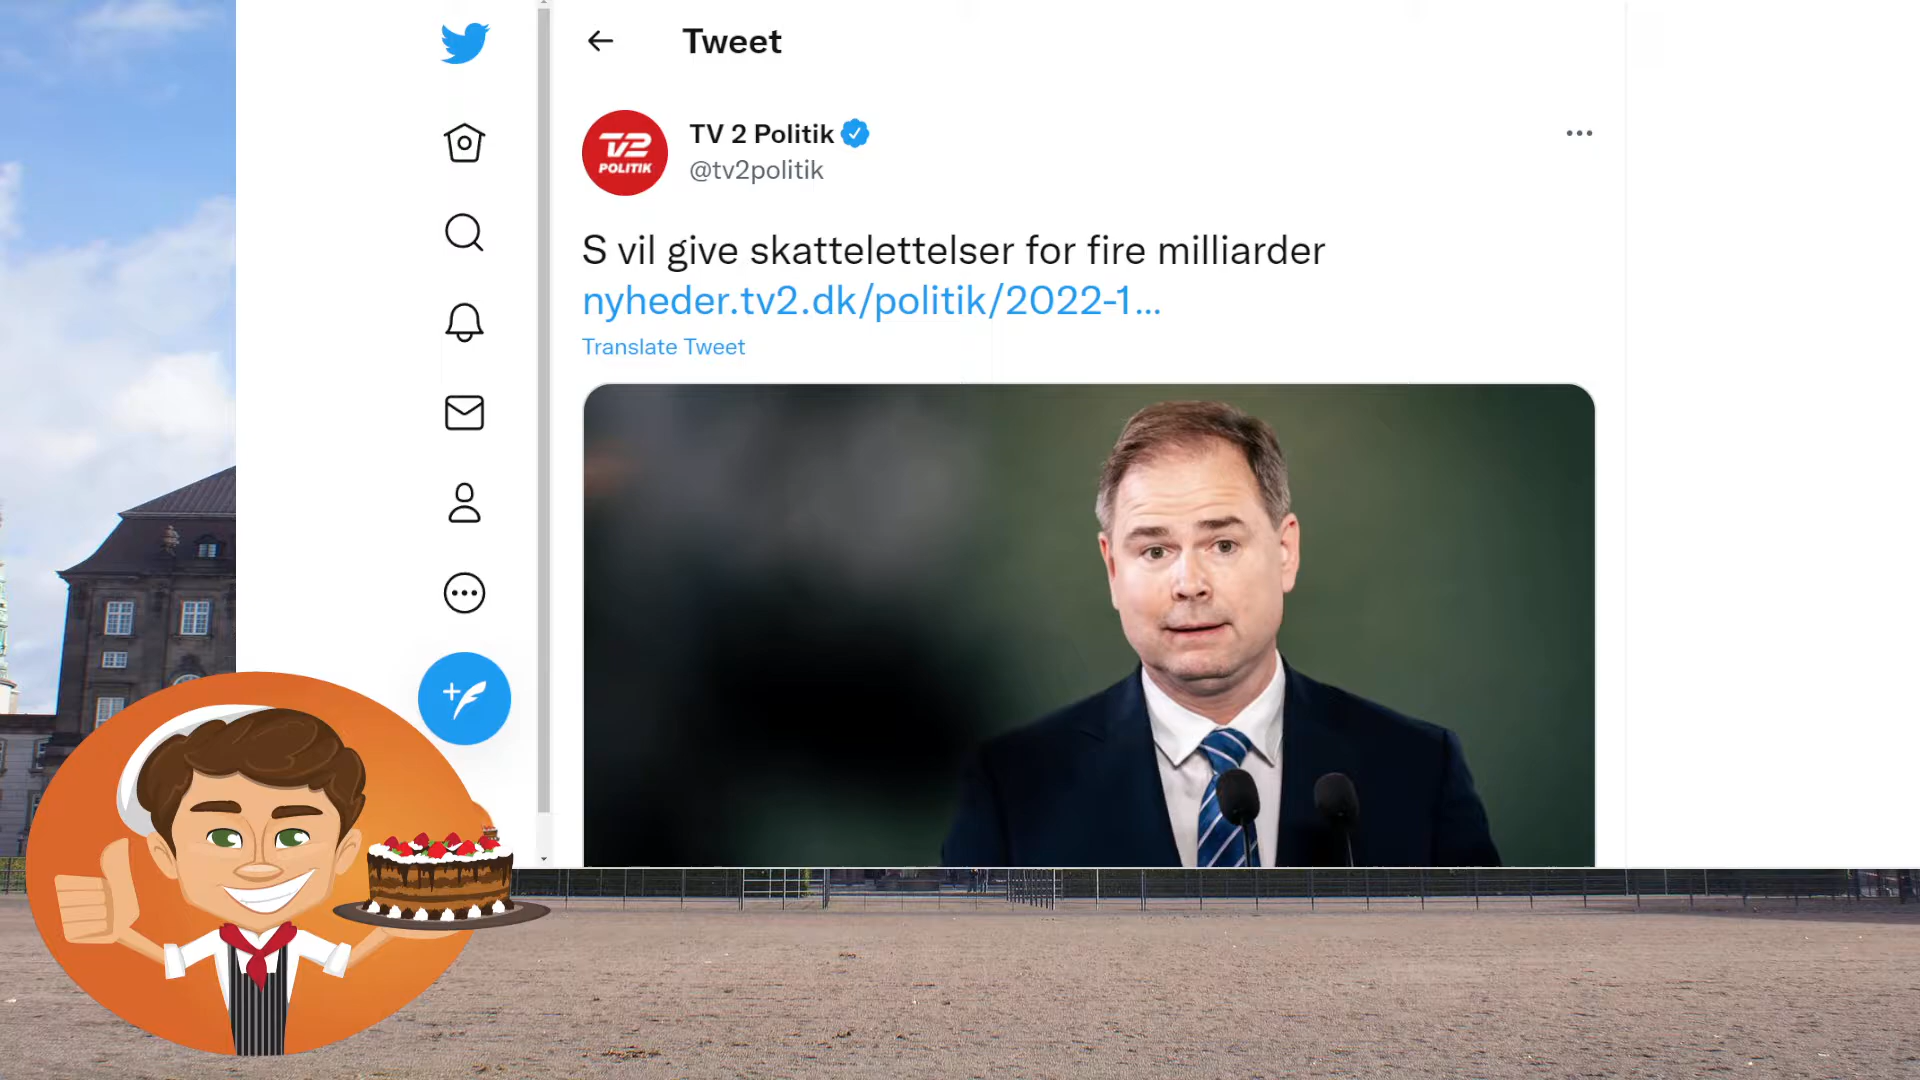 Tweet
TV 2 Politik
@tv2politik
TV2
POLITIK
S vil give skattelettelser for fire milliarder
nyheder.tv2.dk/politik/2022-1...
Translate Tweet